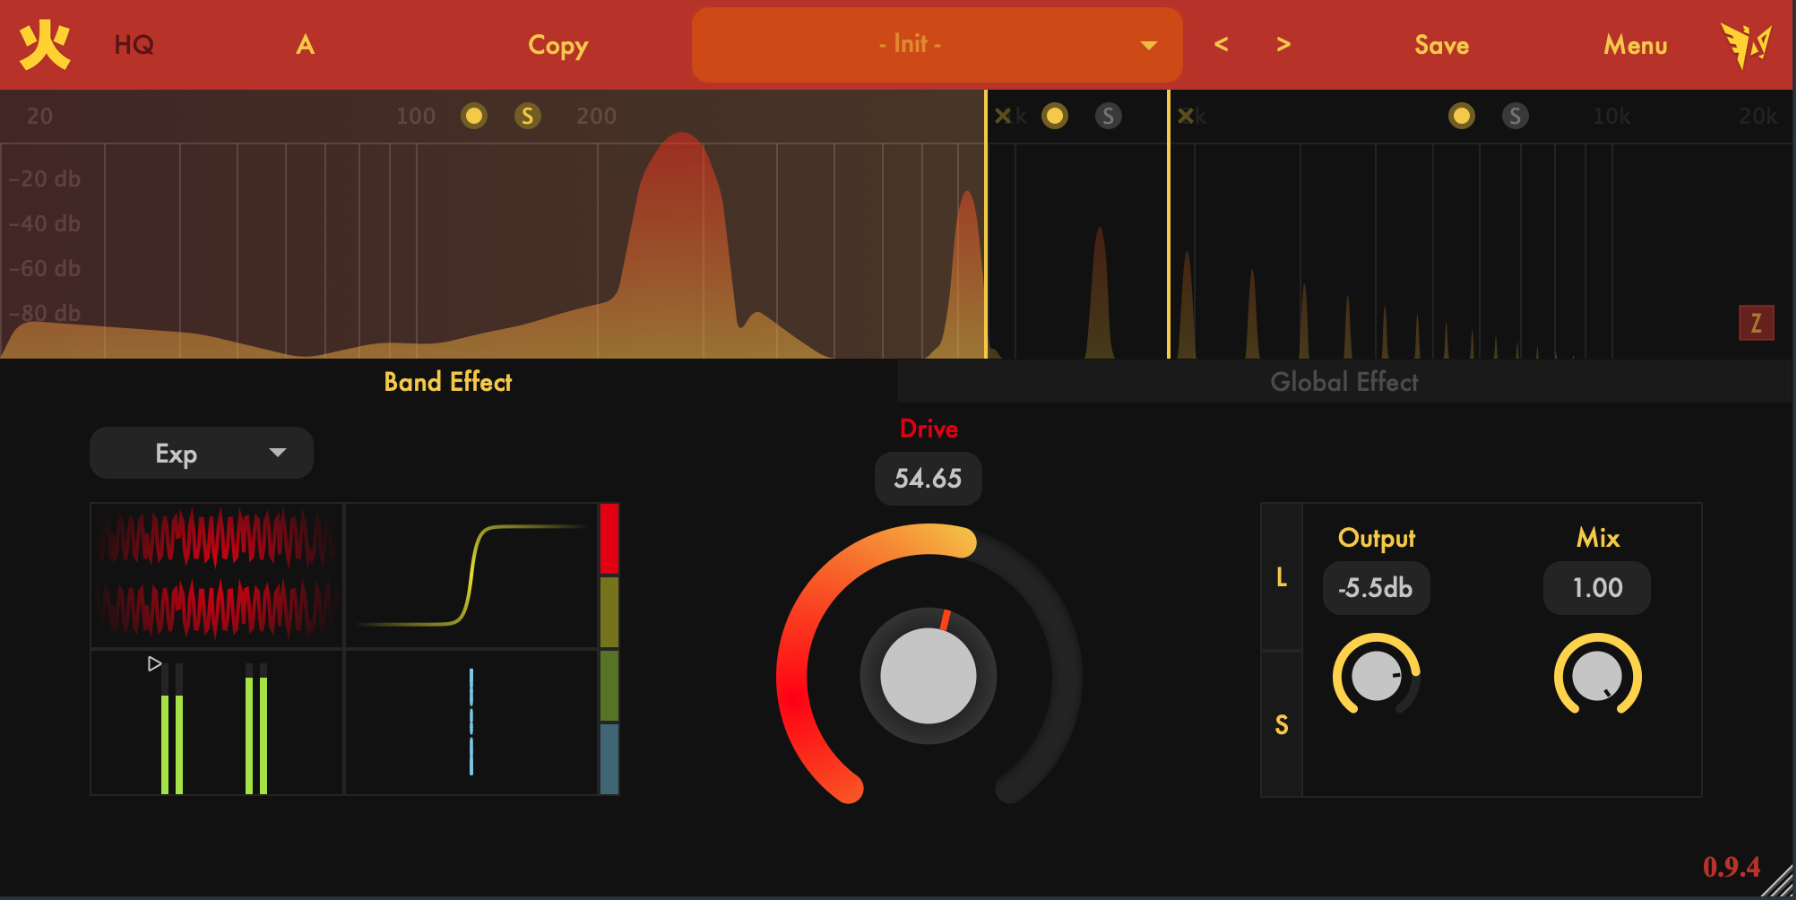 火 HQ A Copy - Init - < > Save Menu
20 100 S 200 S S 10k 20k
-20 db
-40 db
-60 db
-80 db
Z
Band Effect Global Effect
Drive
Exp
54.65
Output Mix
L
-5.5db 1.00
S
0.9.4